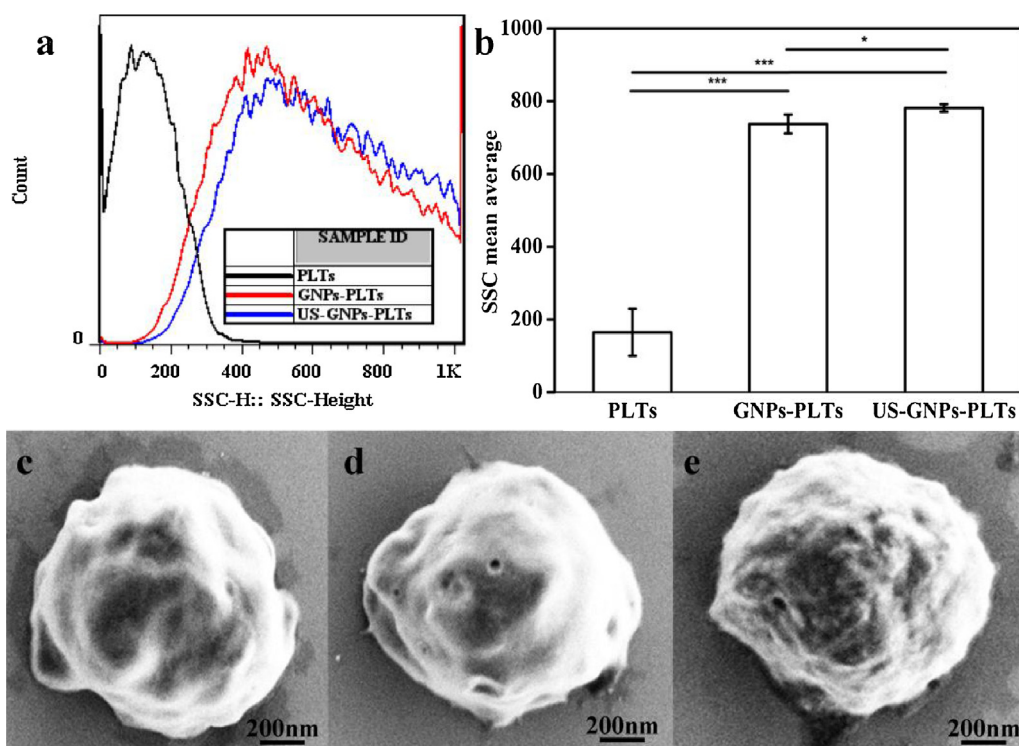 a
Count
0
SAMPLE ID
PLTs
GNPs-PLTs
US-GNPs-PLTs
0 200 400 600 800 1K
SSC-H:: SSC-Height
b
SSC mean average
1000
800
600
400
200
0
*
***
***
PLTs GNPs-PLTs US-GNPs-PLTs
c
200nm
d
200nm
e
200nm